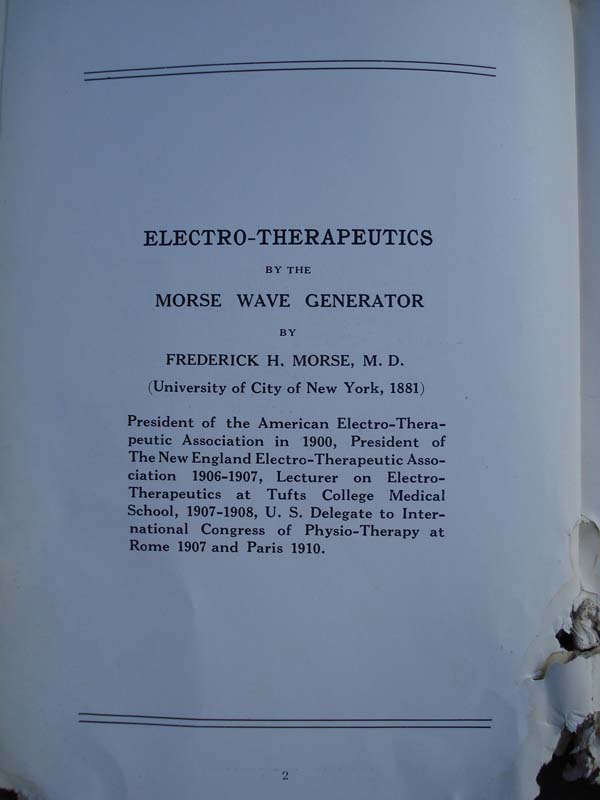 ELECTRO-THERAPEUTICS
BY THE
MORSE WAVE GENERATOR
BY
FREDERICK H. MORSE, M. D.
(University of City of New York, 1881)
President of the American Electro-Thera-
peutic Association in 1900, President of
The New England Electro-Therapeutic Asso-
ciation 1906-1907, Lecturer on Electro-
Therapeutics at Tufts College Medical
School, 1907-1908, U. S. Delegate to Inter-
national Congress of Physio-Therapy at
Rome 1907 and Paris 1910.
2